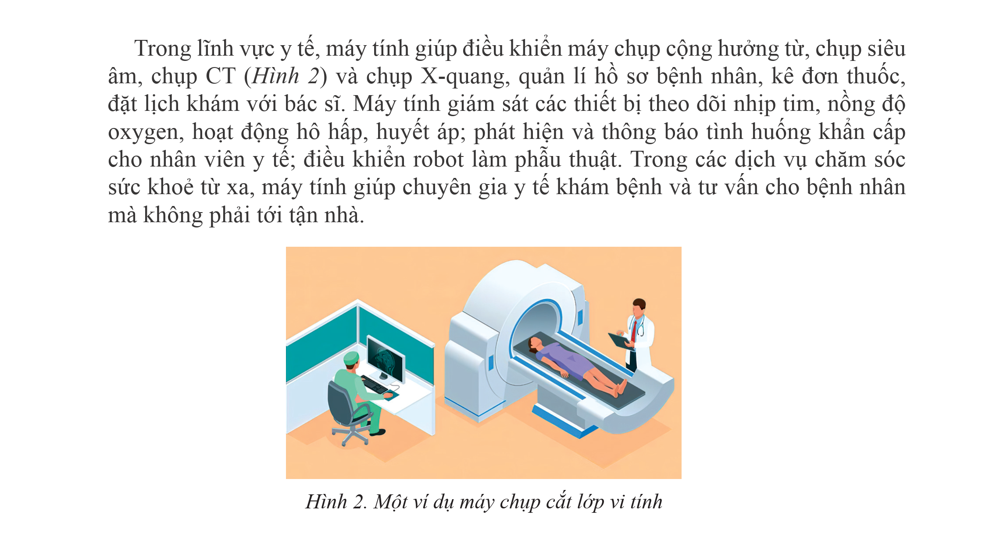 Trong lĩnh vực y tế, máy tính giúp điều khiển máy chụp cộng hưởng từ, chụp siêu
âm, chụp CT (Hình 2) và chụp X-quang, quản lí hồ sơ bệnh nhân, kê đơn thuốc,
đặt lịch khám với bác sĩ. Máy tính giám sát các thiết bị theo dõi nhịp tim, nồng độ
oxygen, hoạt động hô hấp, huyết áp; phát hiện và thông báo tình huống khẩn cấp
cho nhân viên y tế; điều khiển robot làm phẫu thuật. Trong các dịch vụ chăm sóc
sức khoẻ từ xa, máy tính giúp chuyên gia y tế khám bệnh và tư vấn cho bệnh nhân
mà không phải tới tận nhà.
Hình 2. Một ví dụ máy chụp cắt lớp vi tính